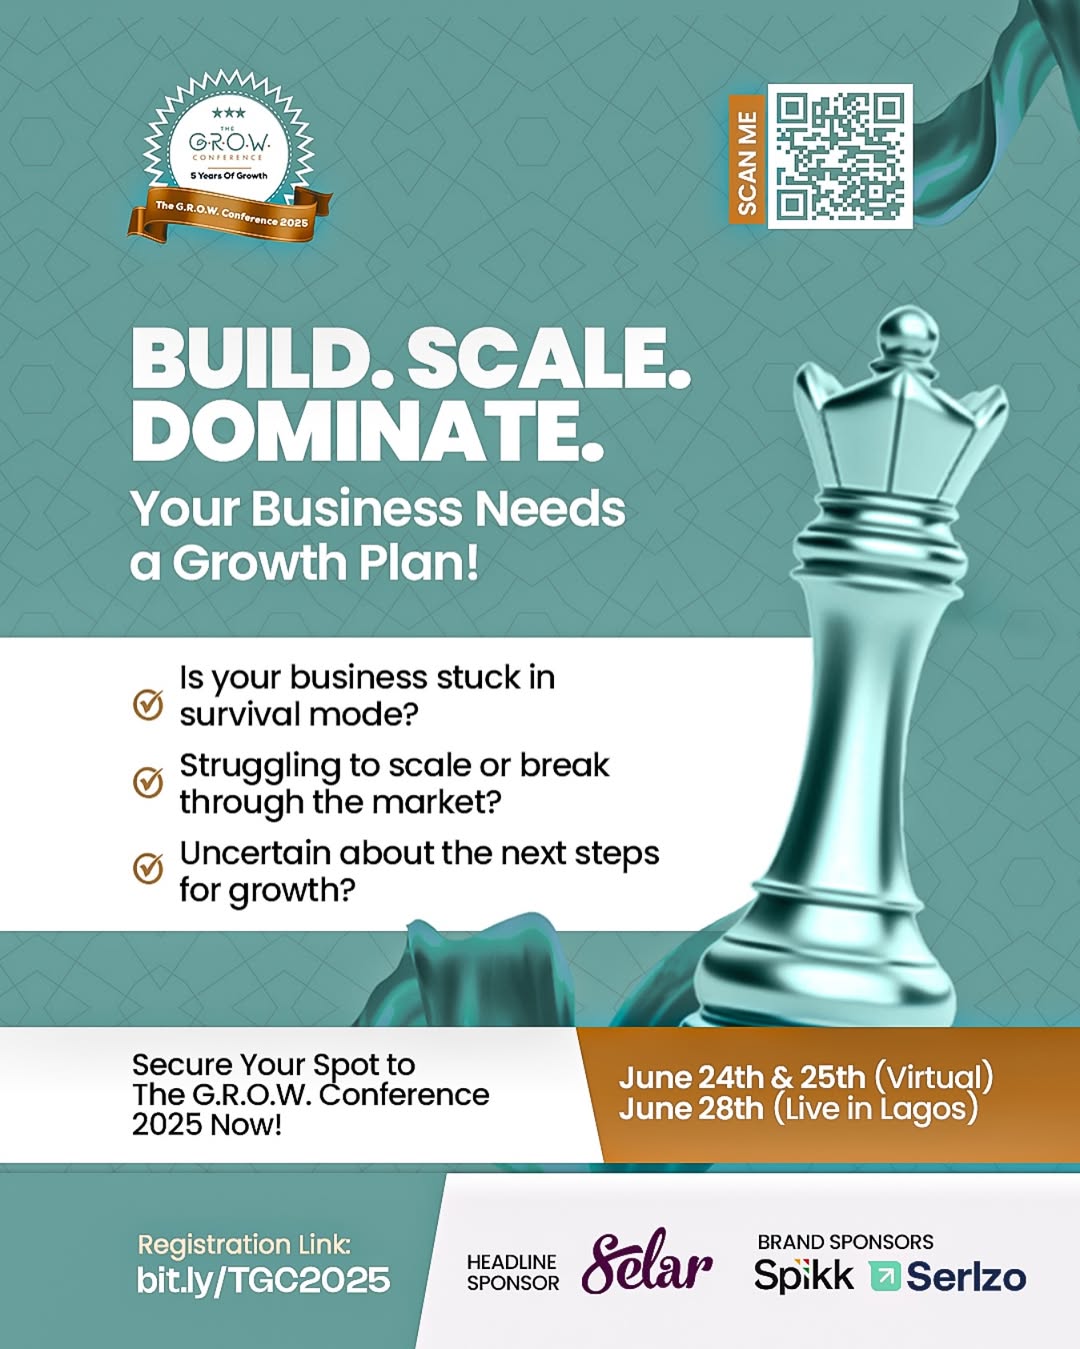 ★★★
THE
G.R.O.W.
CONFERENCE
5 Years Of Growth
The G.R.O.W. Conference 2025
SCAN ME
BUILD. SCALE.
DOMINATE.
Your Business Needs
a Growth Plan!
Is your business stuck in
survival mode?
Struggling to scale or break
through the market?
Uncertain about the next steps
for growth?
Secure Your Spot to
The G.R.O.W. Conference
2025 Now!
June 24th & 25th (Virtual)
June 28th (Live in Lagos)
Registration Link:
bit.ly/TGC2025
HEADLINE
SPONSOR
Selar
BRAND SPONSORS
Spikk
Serlzo